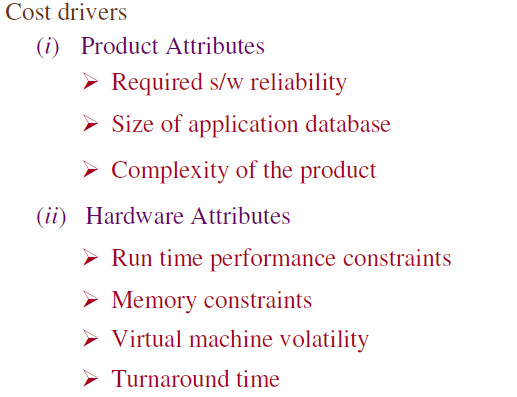 Cost drivers
(i) Product Attributes
➢ Required s/w reliability
➢ Size of application database
➢ Complexity of the product
(ii) Hardware Attributes
➢ Run time performance constraints
➢ Memory constraints
➢ Virtual machine volatility
➢ Turnaround time